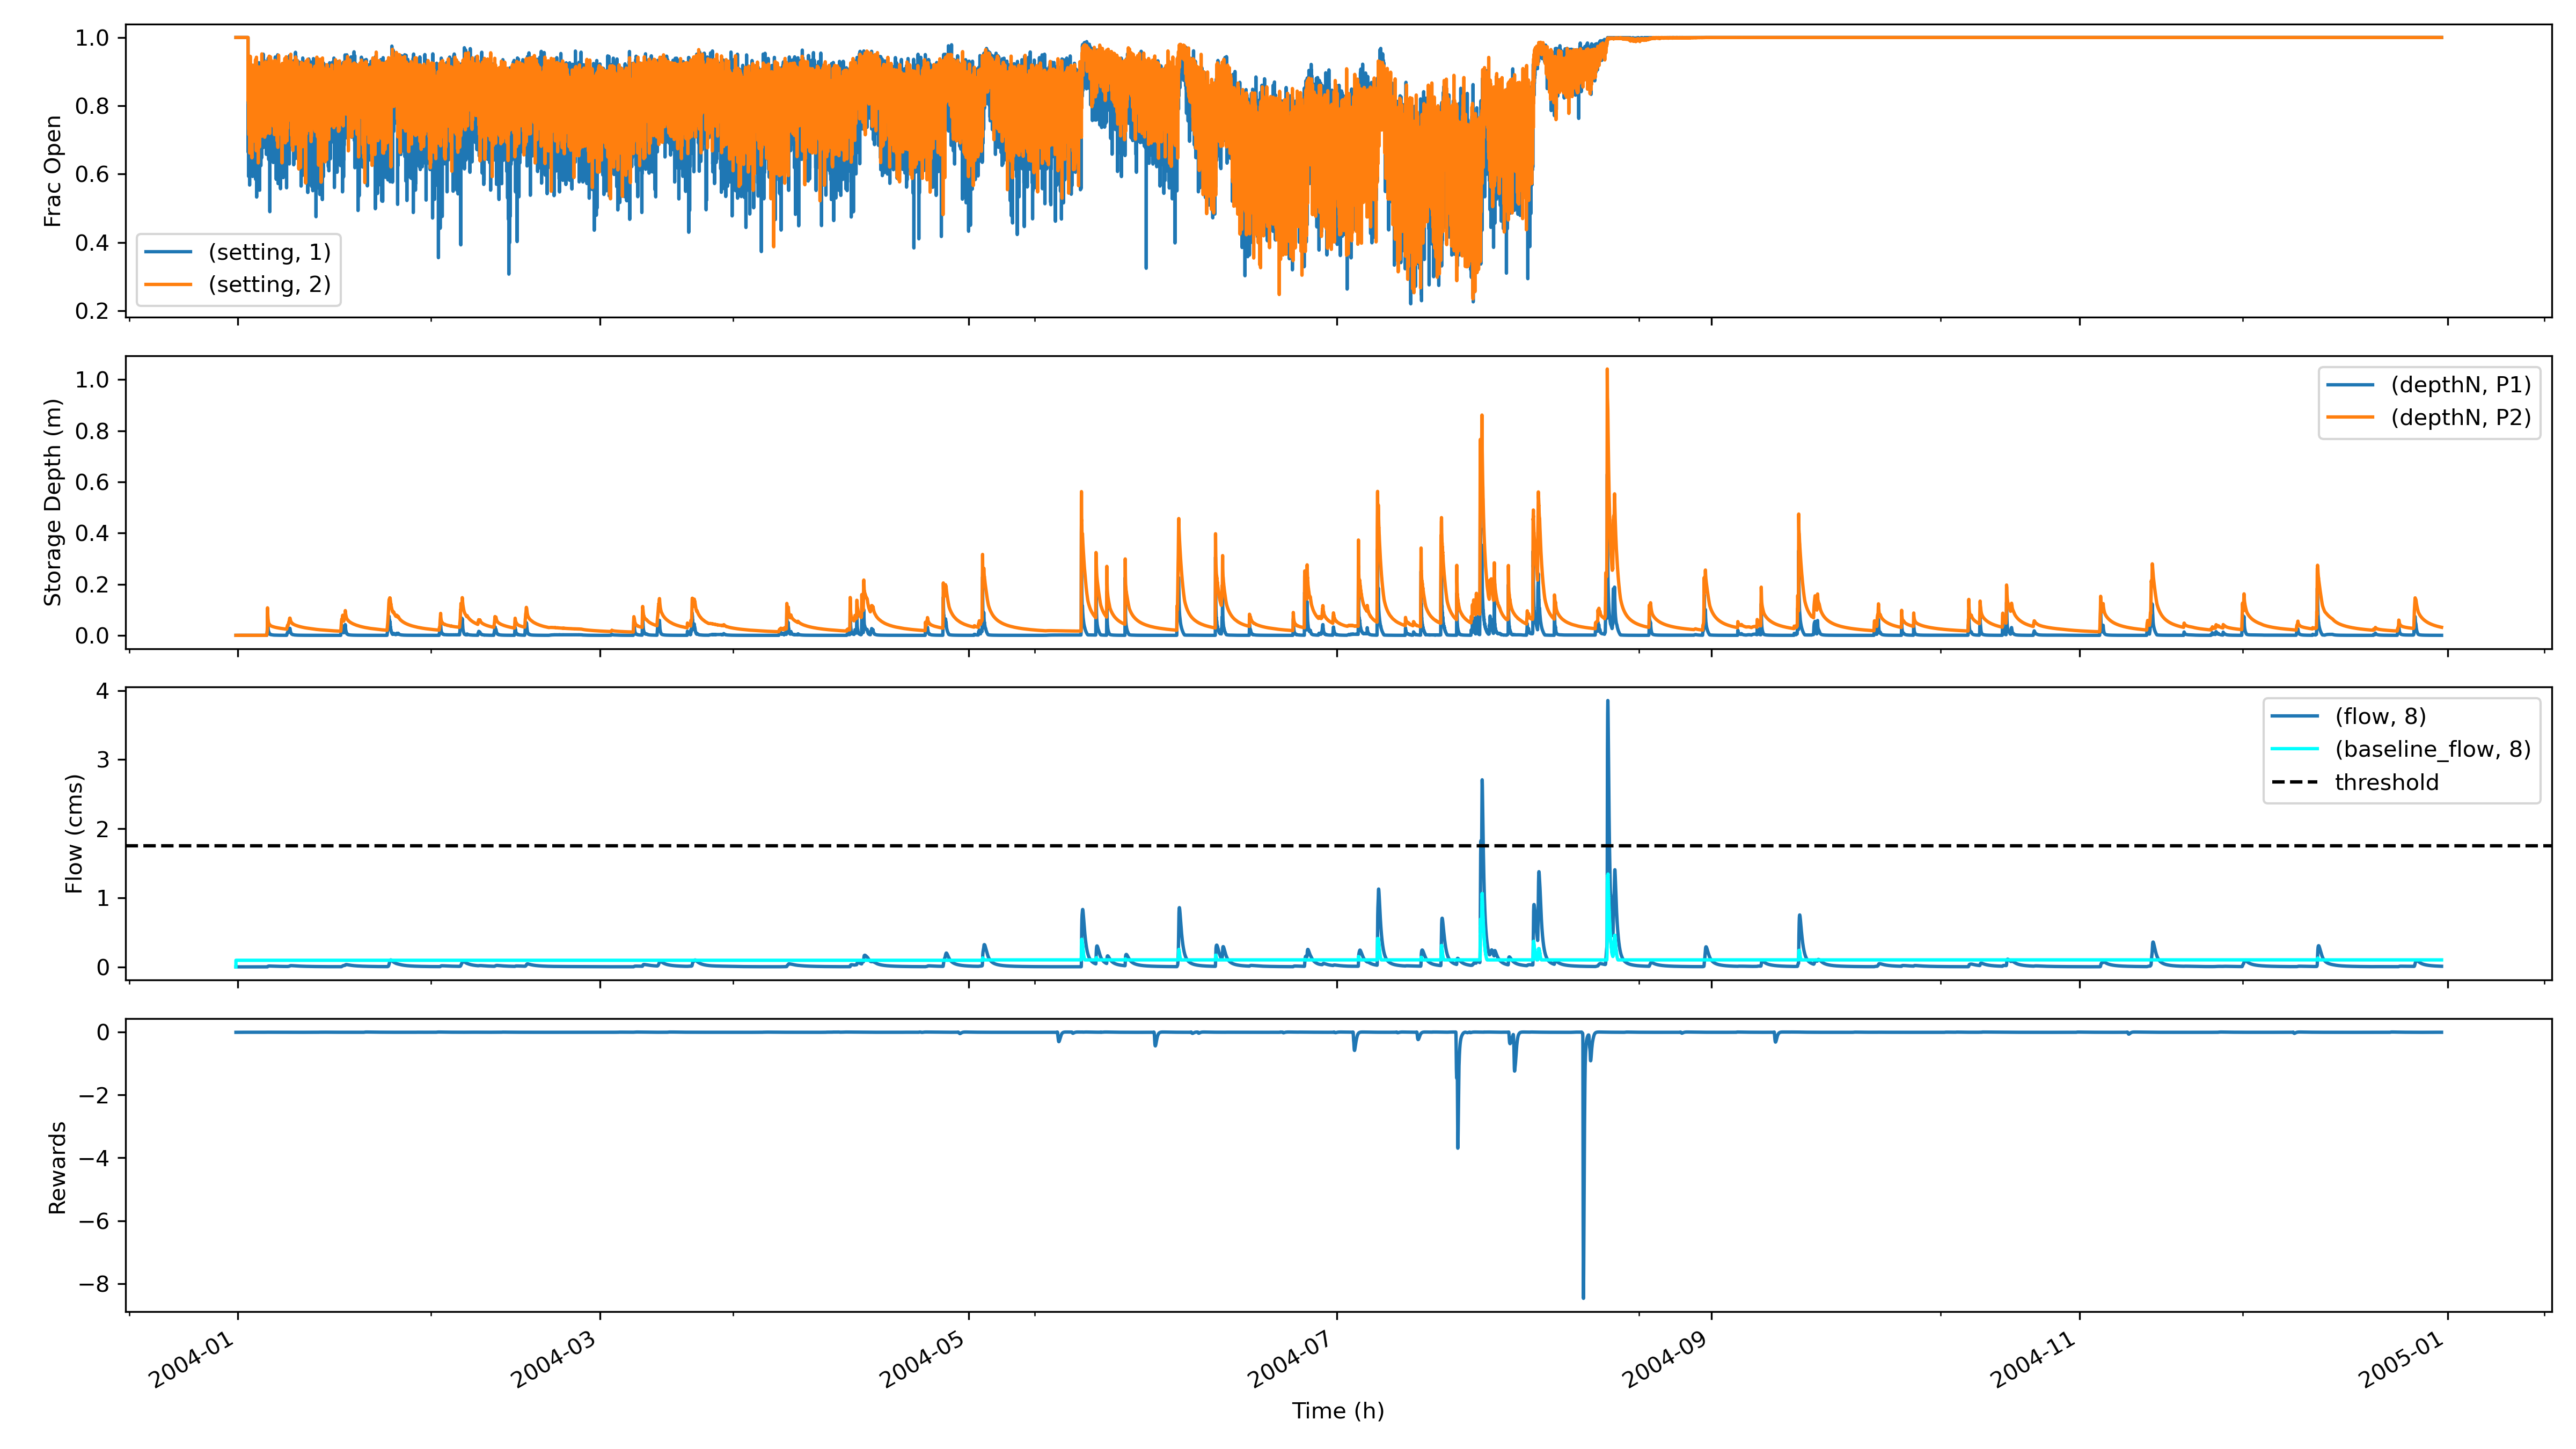 Frac Open
1.0
0.8
0.6
0.4
0.2
(setting, 1)
(setting, 2)
Storage Depth (m)
1.0
0.8
0.6
0.4
0.2
0.0
(depthN, P1)
(depthN, P2)
Flow (cms)
4
3
2
1
0
(flow, 8)
(baseline_flow, 8)
threshold
Rewards
0
−2
−4
−6
−8
2004-01
2004-03
2004-05
2004-07
2004-09
2004-11
2005-01
Time (h)